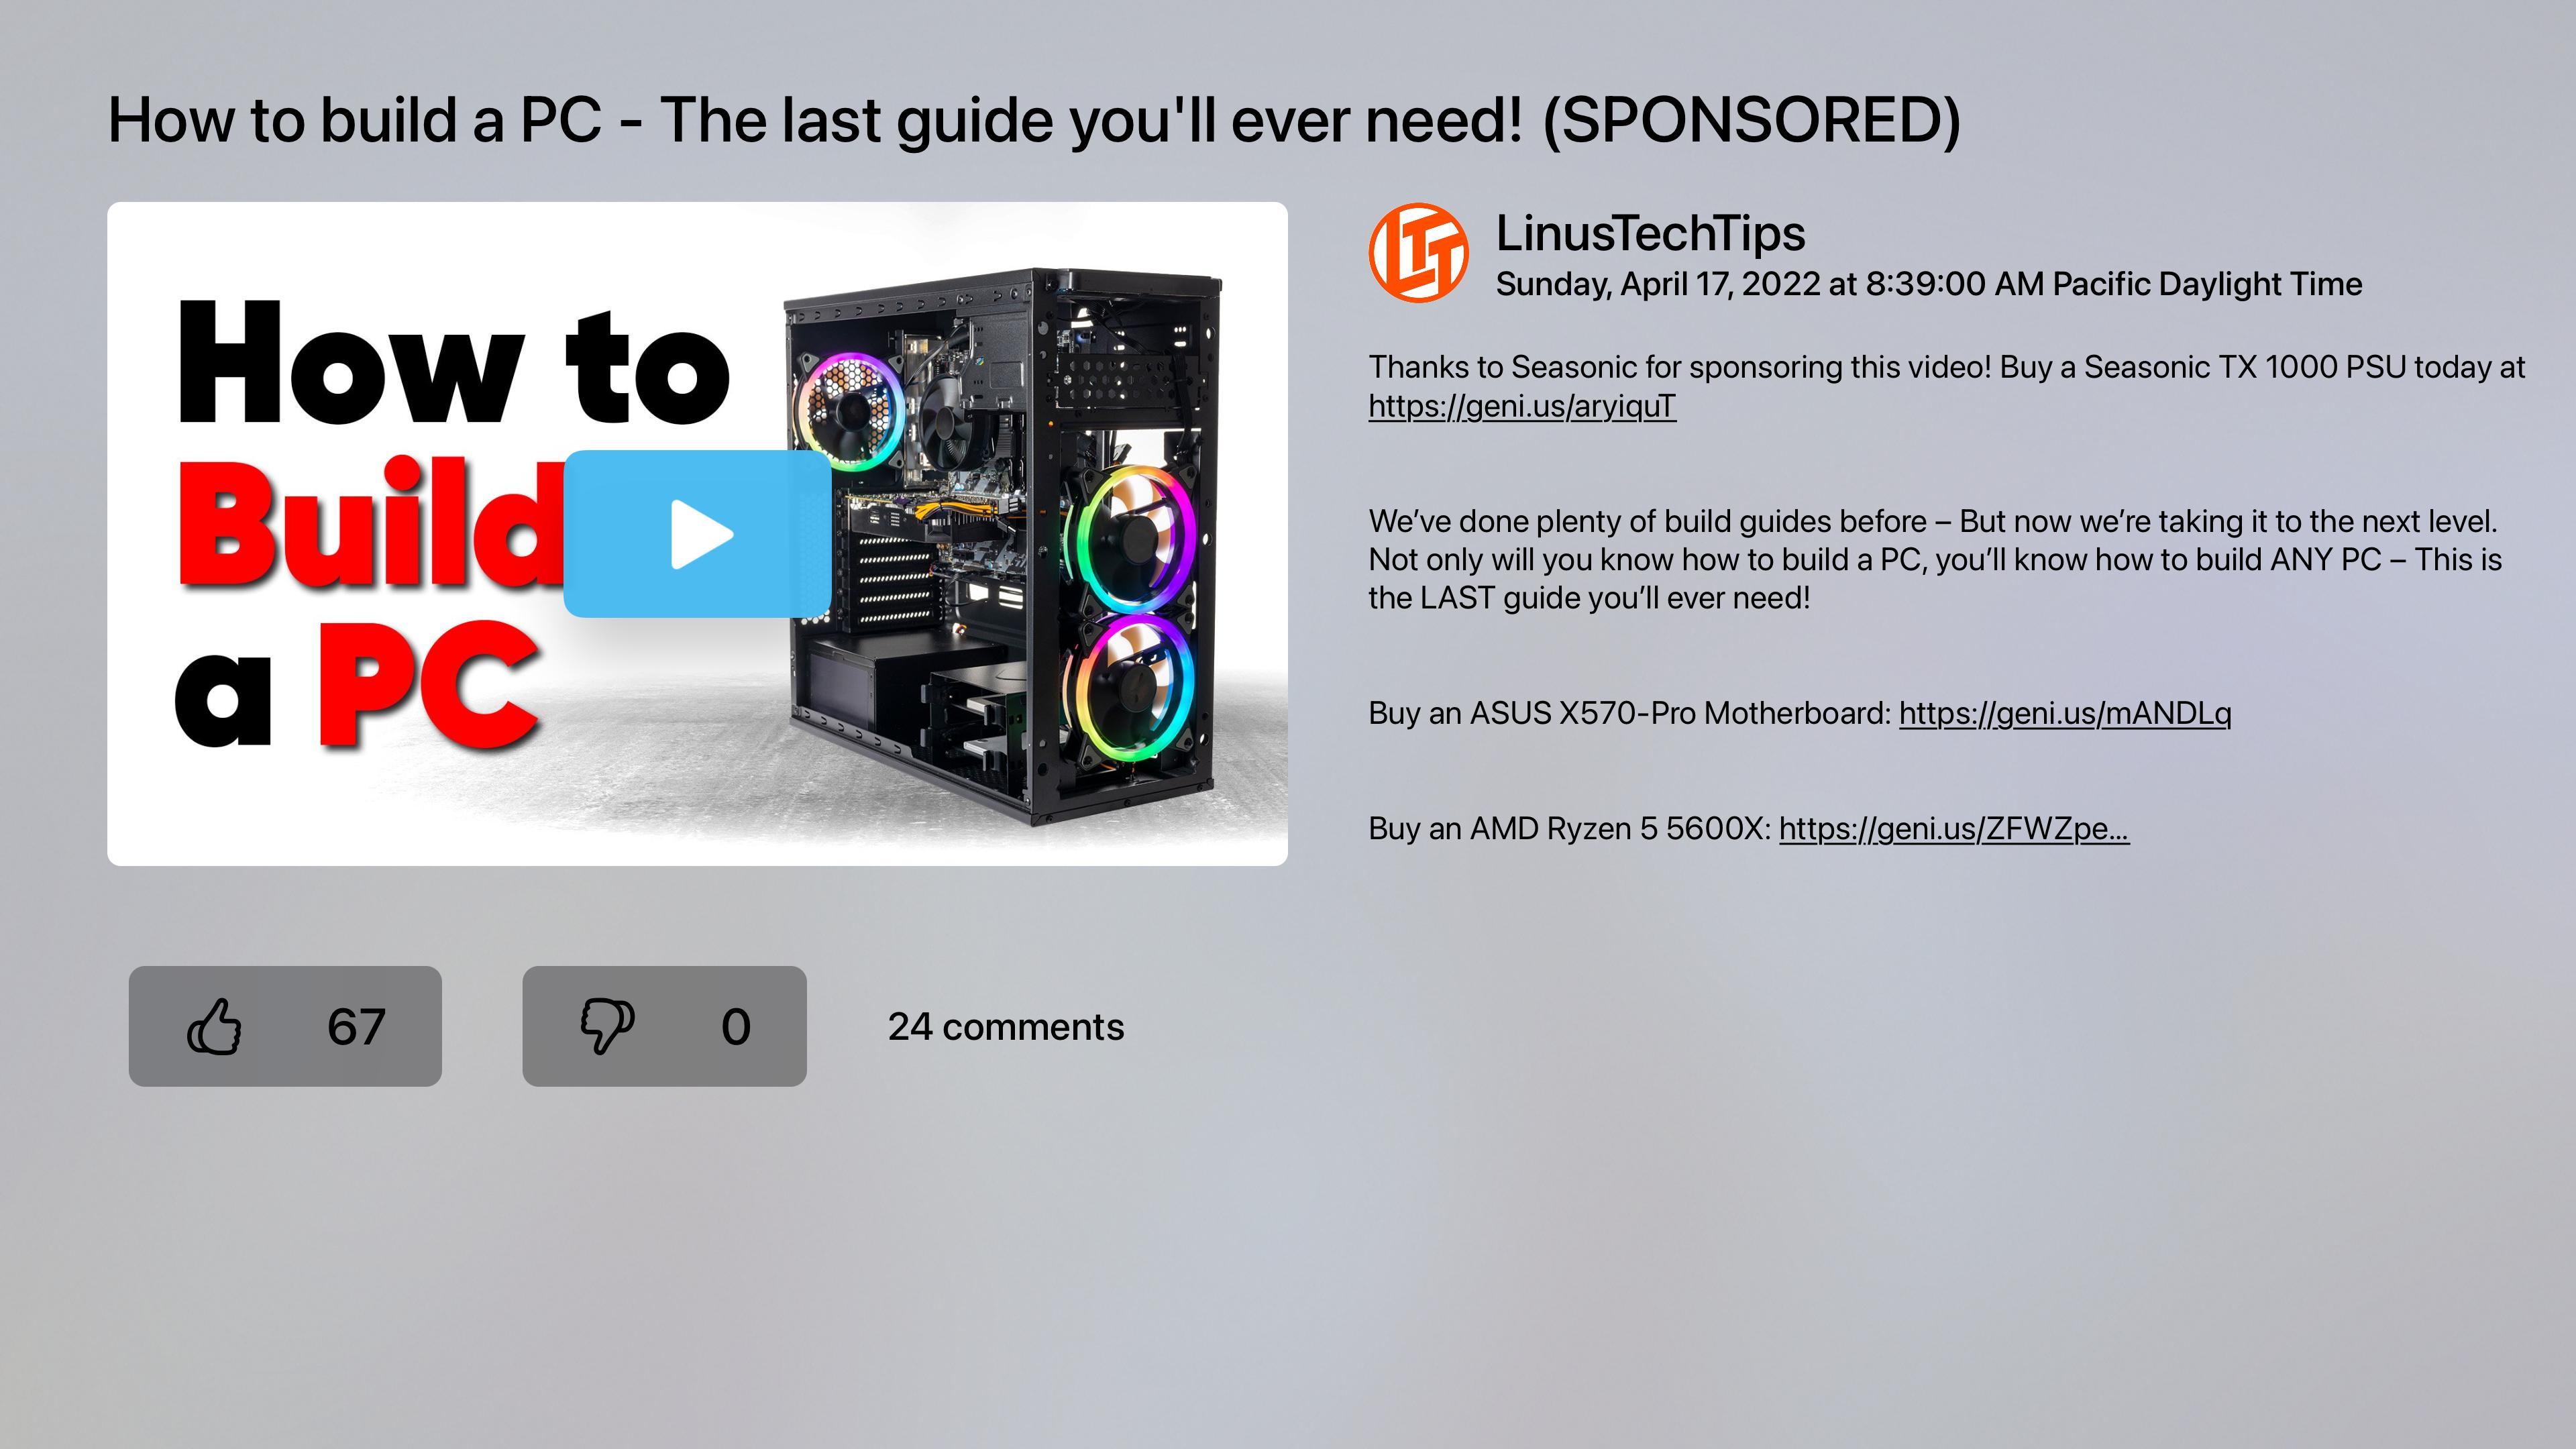 How to build a PC - The last guide you'll ever need! (SPONSORED)
How to
Build
a PC
LTT
LinusTechTips
Sunday, April 17, 2022 at 8:39:00 AM Pacific Daylight Time
Thanks to Seasonic for sponsoring this video! Buy a Seasonic TX 1000 PSU today at
https://geni.us/aryiquT
We’ve done plenty of build guides before – But now we’re taking it to the next level.
Not only will you know how to build a PC, you’ll know how to build ANY PC – This is
the LAST guide you’ll ever need!
Buy an ASUS X570-Pro Motherboard: https://geni.us/mANDLq
Buy an AMD Ryzen 5 5600X: https://geni.us/ZFWZpe...
67
0
24 comments